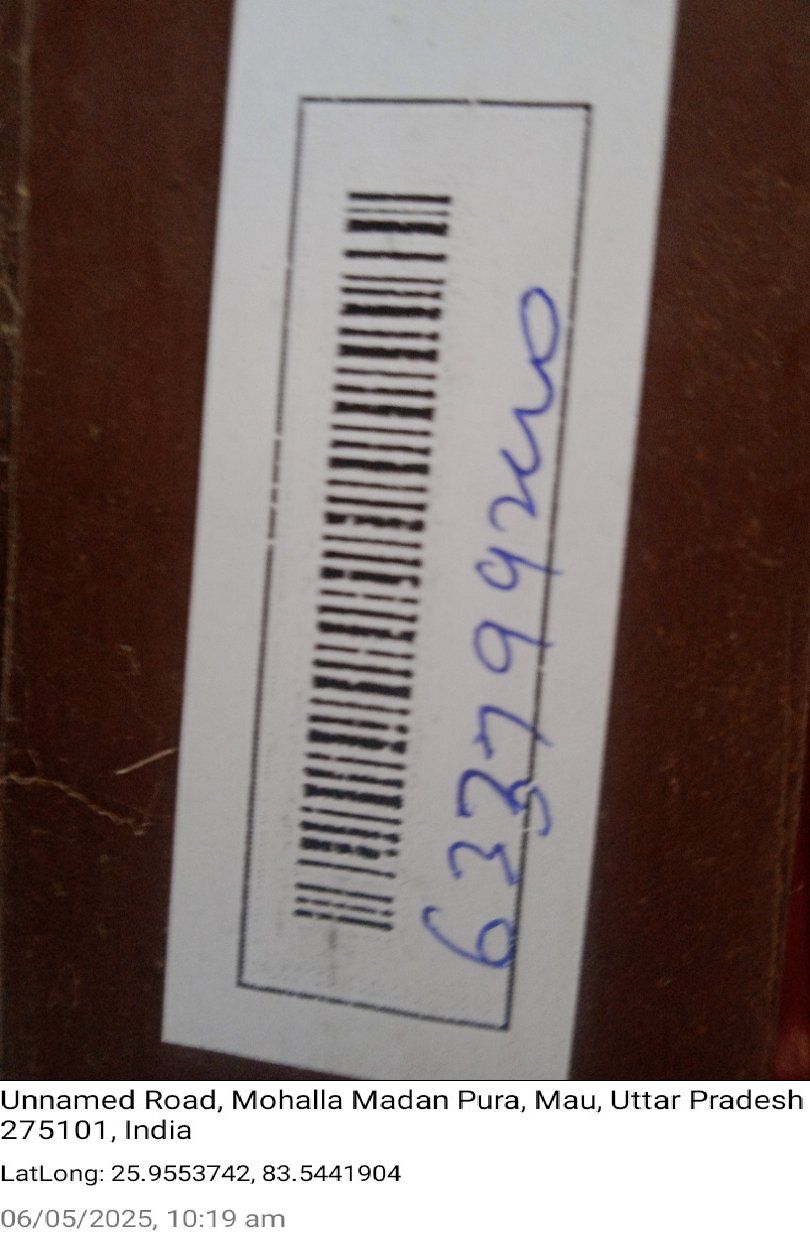 Unnamed Road, Mohalla Madan Pura, Mau, Uttar Pradesh
275101, India
LatLong: 25.9553742, 83.5441904
06/05/2025, 10:19 am